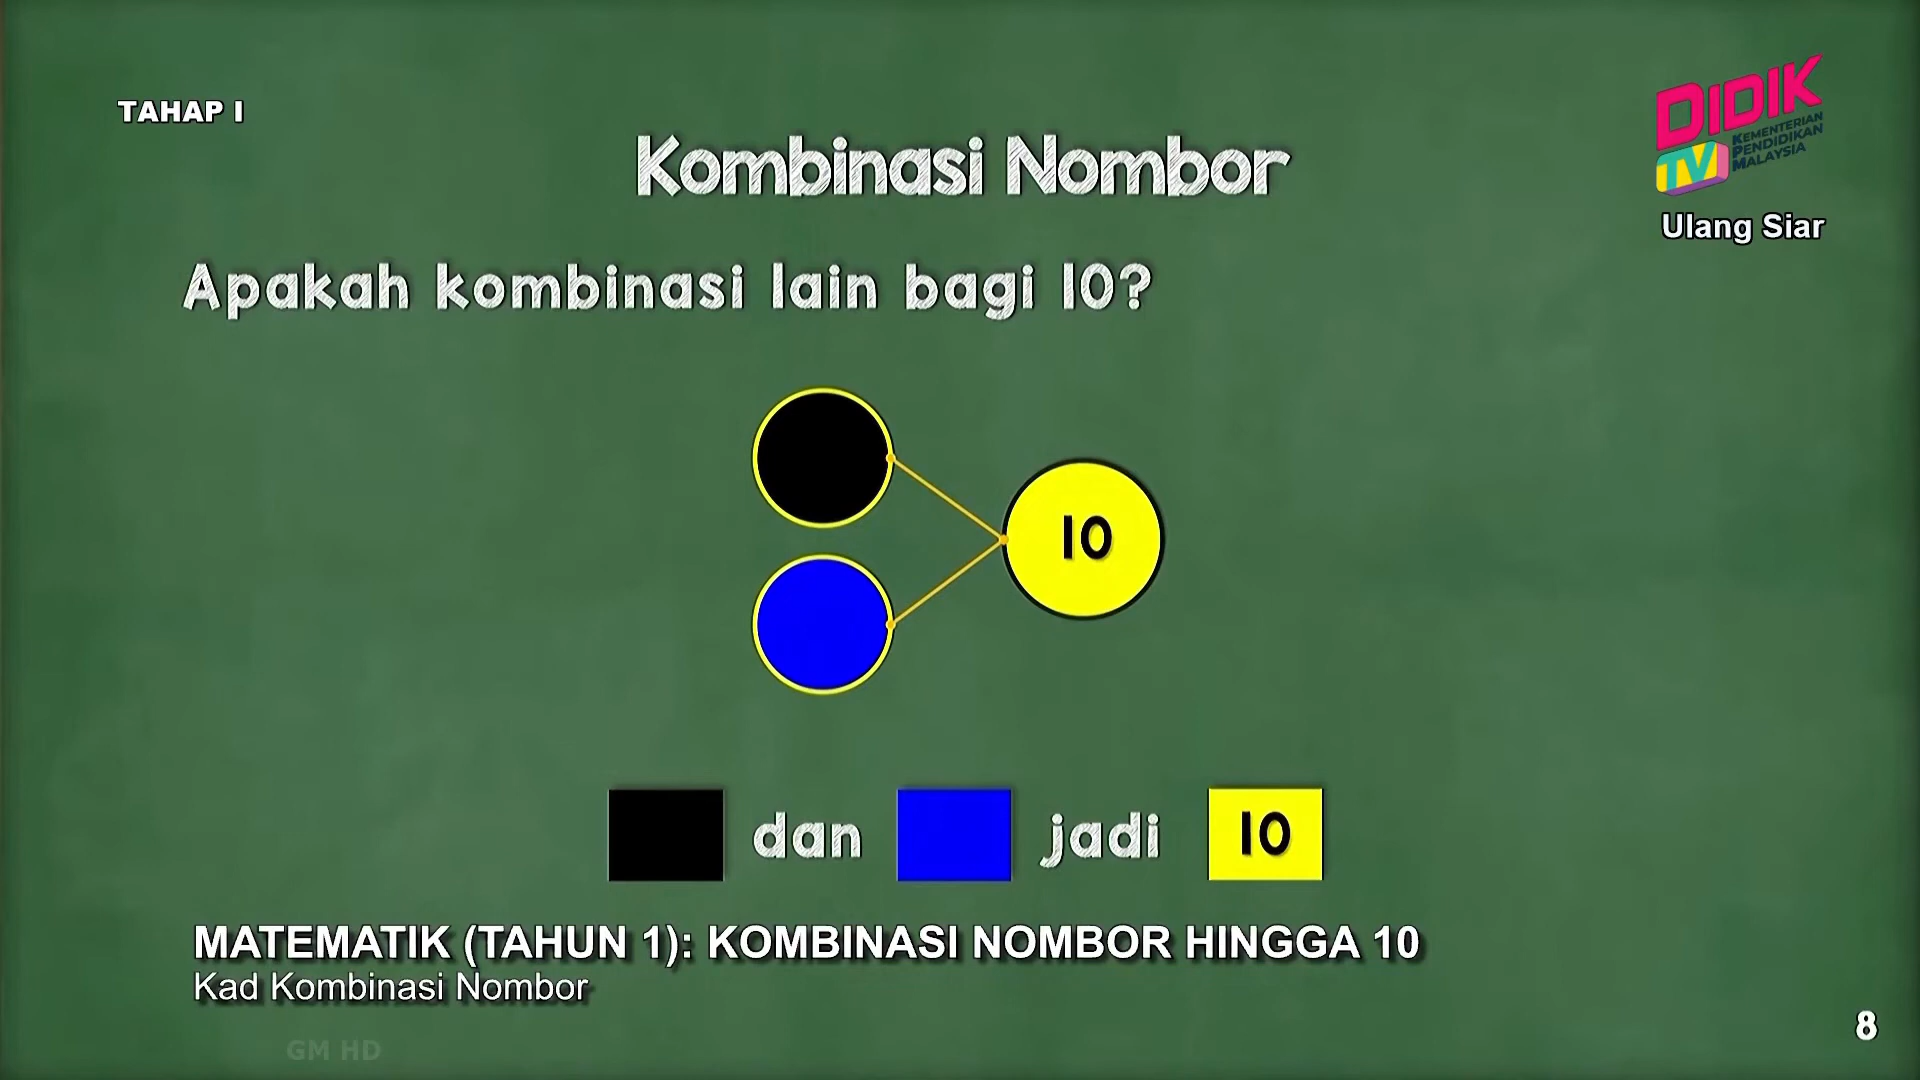 TAHAP I
DIDIK
TV
KEMENTERIAN
PENDIDIKAN
MALAYSIA
Ulang Siar
Kombinasi Nombor
Apakah kombinasi lain bagi 10?
10
dan jadi 10
MATEMATIK (TAHUN 1): KOMBINASI NOMBOR HINGGA 10
Kad Kombinasi Nombor
8
GM HD